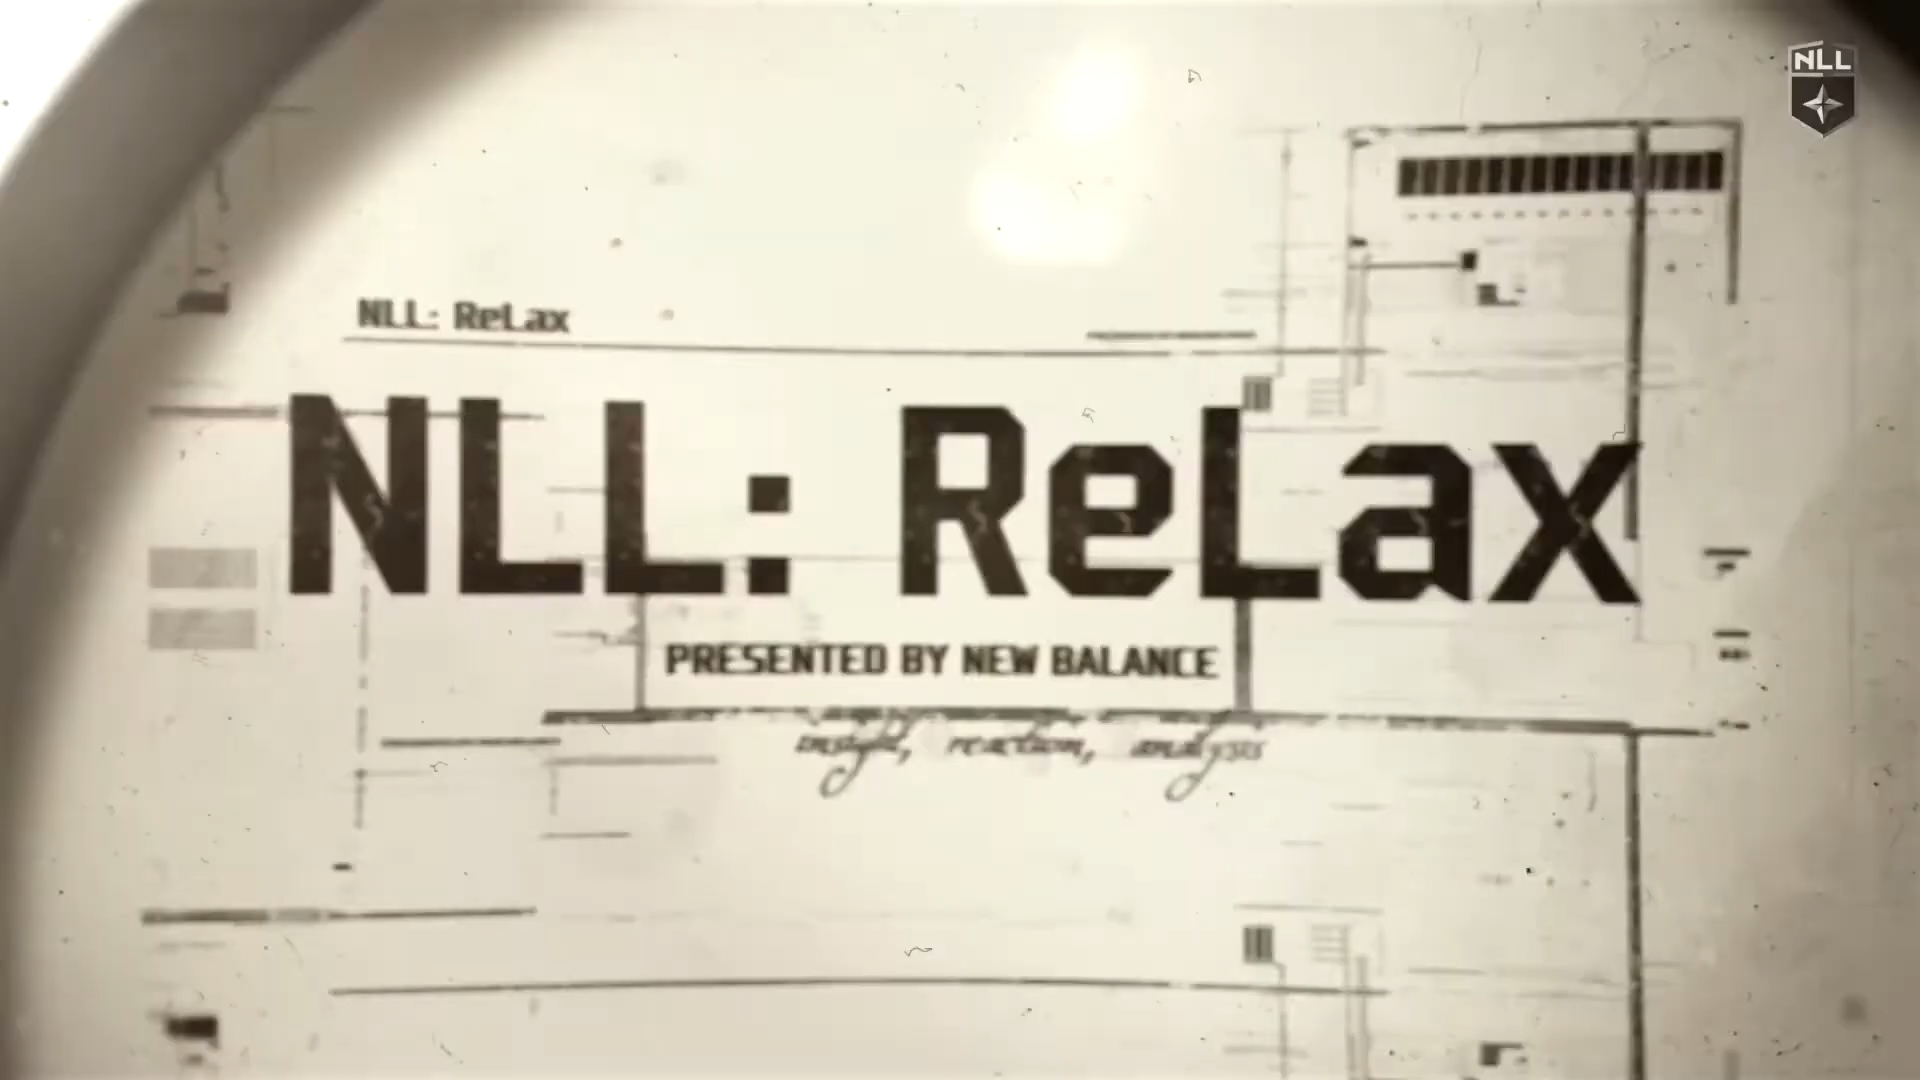 NLL
NLL: ReLax
NLL: ReLax
PRESENTED BY NEW BALANCE
insight, reaction, analysis